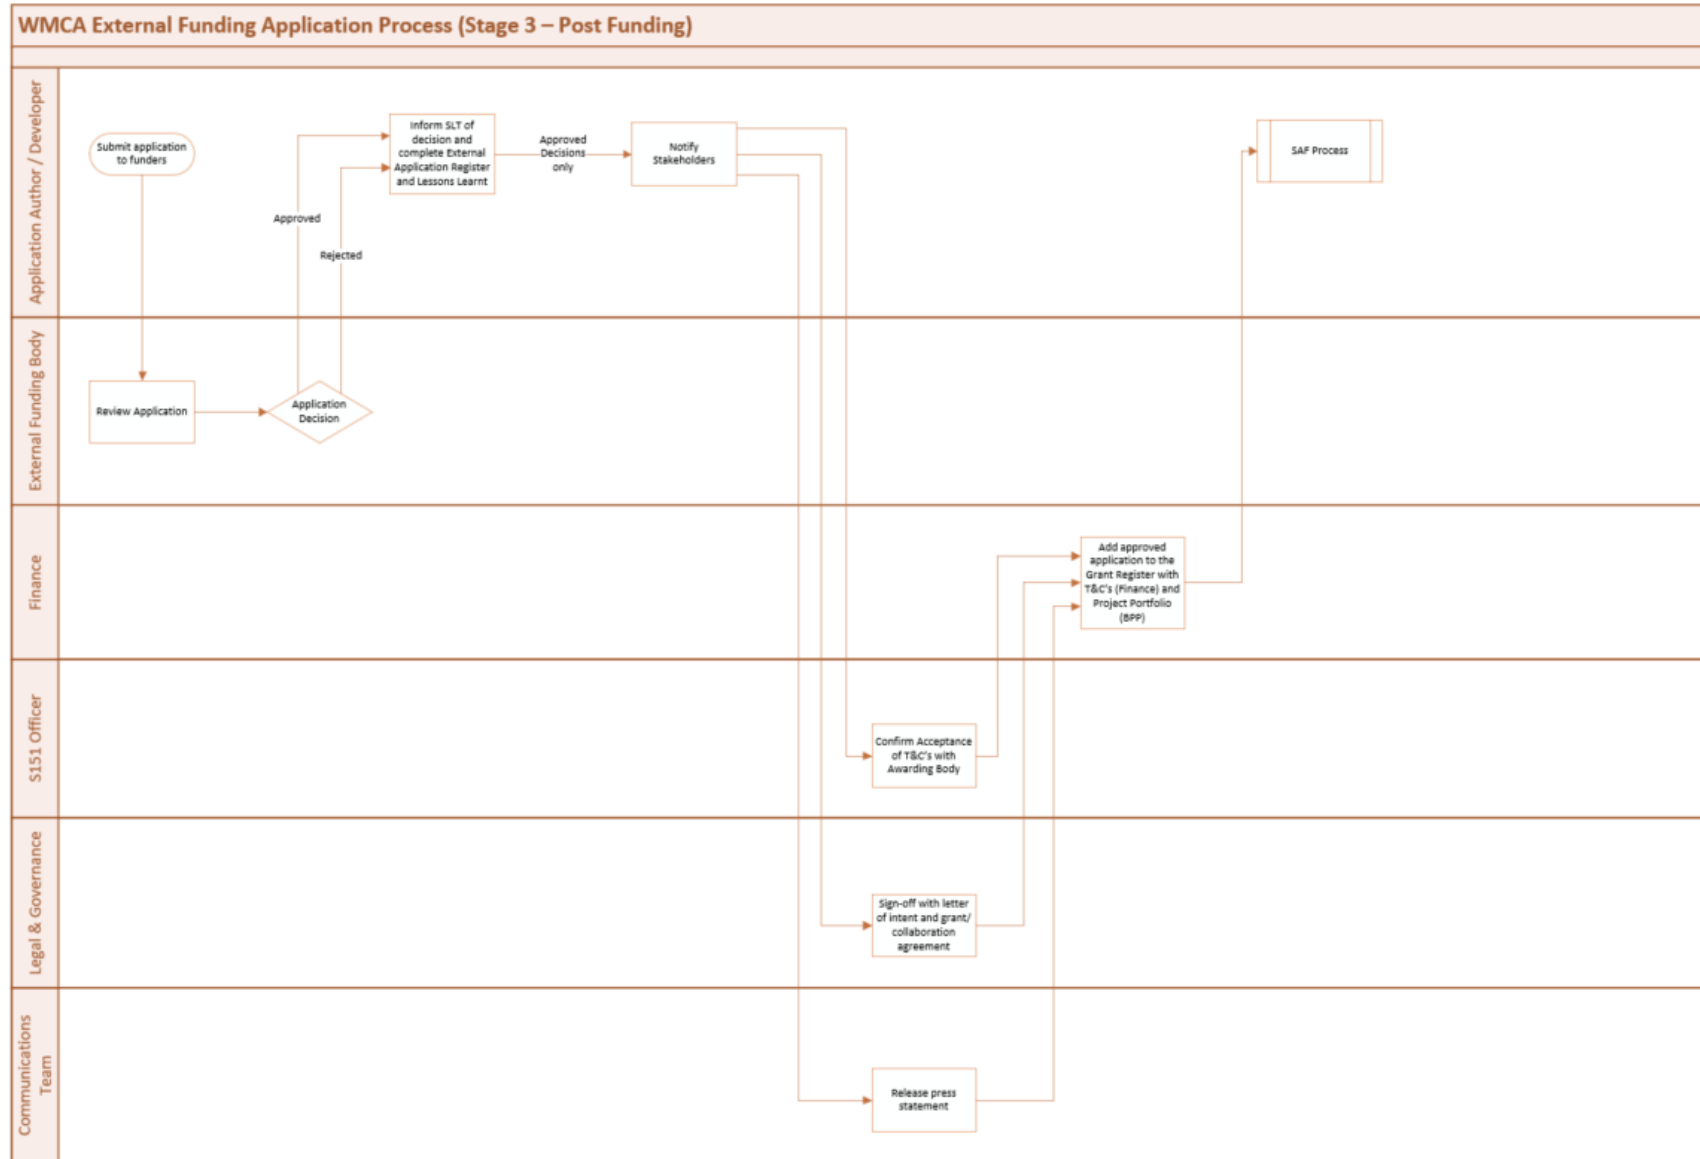 WMCA External Funding Application Process (Stage 3 – Post Funding)
Application Author / Developer
Submit application
to funders
Inform SLT of
decision and
complete External
Application Register
and Lessons Learnt
Approved
Decisions
only
Notify
Stakeholders
SAF Process
Approved
Rejected
External Funding Body
Review Application
Application
Decision
Finance
Add approved
application to the
Grant Register with
T&C's (Finance) and
Project Portfolio
(BPP)
S151 Officer
Confirm Acceptance
of T&C's with
Awarding Body
Legal & Governance
Sign-off with letter
of intent and grant/
collaboration
agreement
Communications
Team
Release press
statement